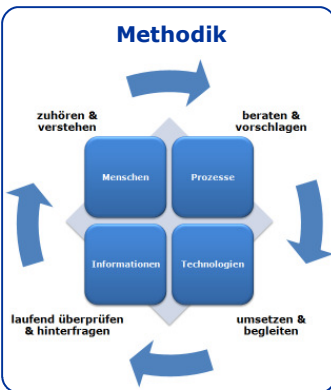 Methodik
zuhören &
verstehen
beraten &
vorschlagen
Menschen
Prozesse
Informationen
Technologien
laufend überprüfen
& hinterfragen
umsetzen &
begleiten